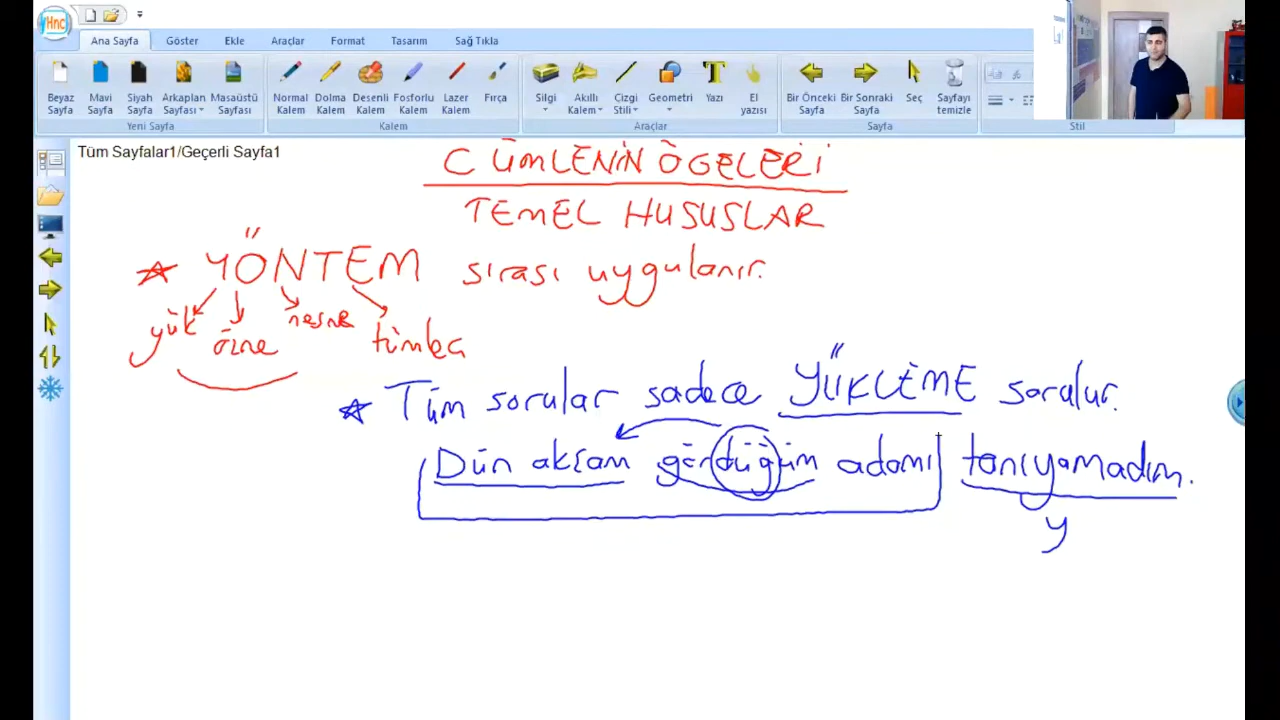 Hnc
Ana Sayfa Göster Ekle Araçlar Format Tasarım Sağ Tıkla
Beyaz Sayfa Mavi Sayfa Siyah Sayfa Arkaplan Sayfası Masaüstü Sayfası Normal Kalem Dolma Kalem Desenli Kalem Fosforlu Kalem Lazer Kalem Fırça Silgi Akıllı Kalem Çizgi Stili Geometri Yazı El yazısı Bir Önceki Sayfa Bir Sonraki Sayfa Seç Sayfayı temizle
Yeni Sayfa Kalem Araçlar Sayfa Stil
Tüm Sayfalar1/Geçerli Sayfa1
CÜMLENİN ÖGELERİ
TEMEL HUSUSLAR
YÖNTEM sırası uygulanır.
yük özne nesne tümleç
Tüm sorular sadece YÜKLEME sorulur.
Dün akşam gördüğüm adamı tanıyamadım.
y